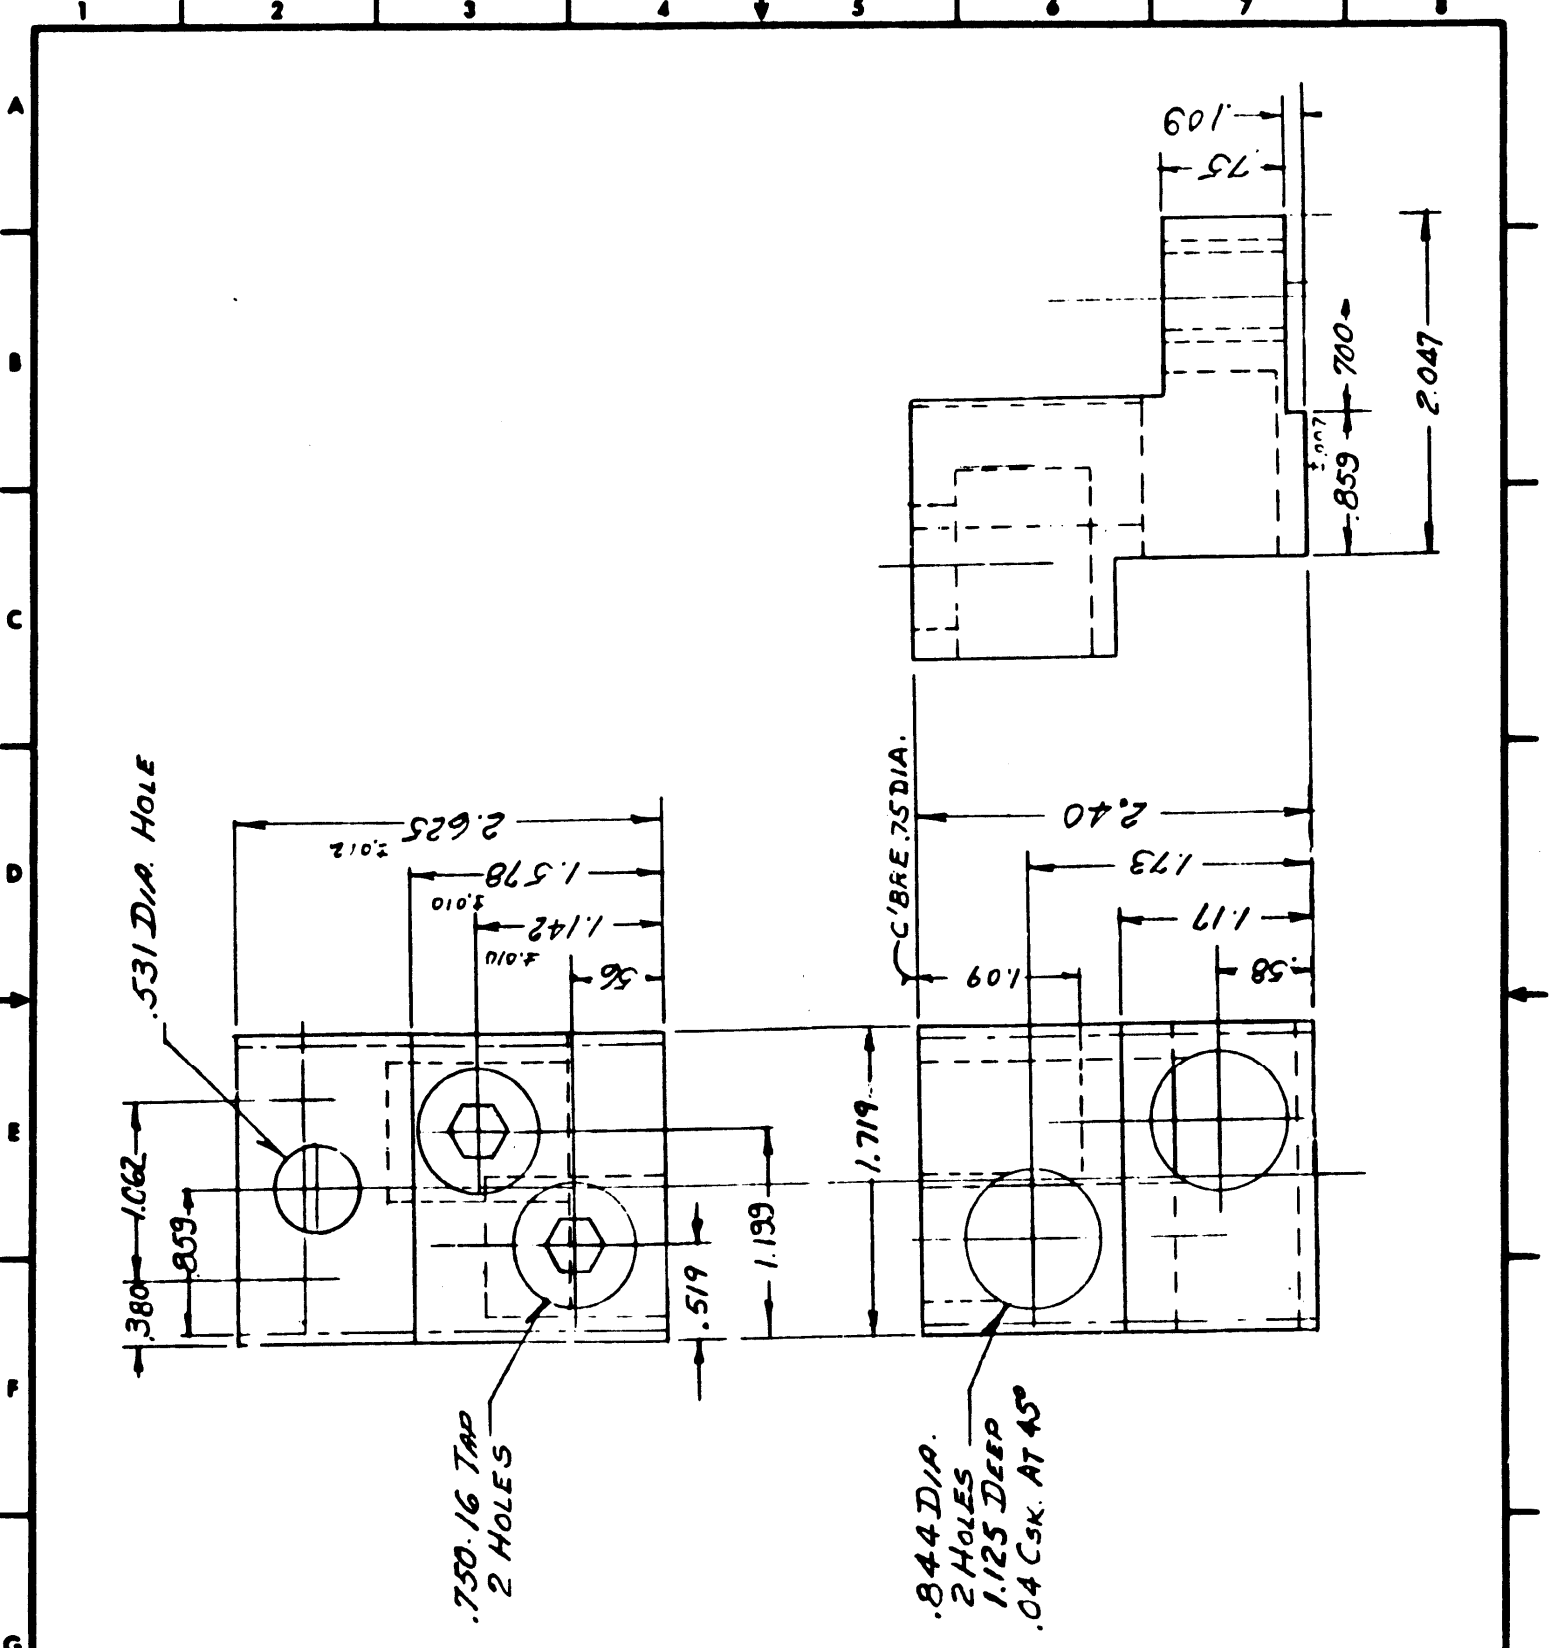 1 2 3 4 5 6 7 8
A
B
C
D
E
F
G
.109
.75
.700
2.047
±.007
.859
C'BRE .75 DIA.
2.40
1.73
1.17
.58
1.09
.531 DIA. HOLE
2.625
±.012
1.578
±.010
1.142
±.010
.56
1.062
.859
.380
1.719
1.199
.519
.750-16 TAP
2 HOLES
.844 DIA.
2 HOLES
1.125 DEEP
.04 CSK. AT 45°